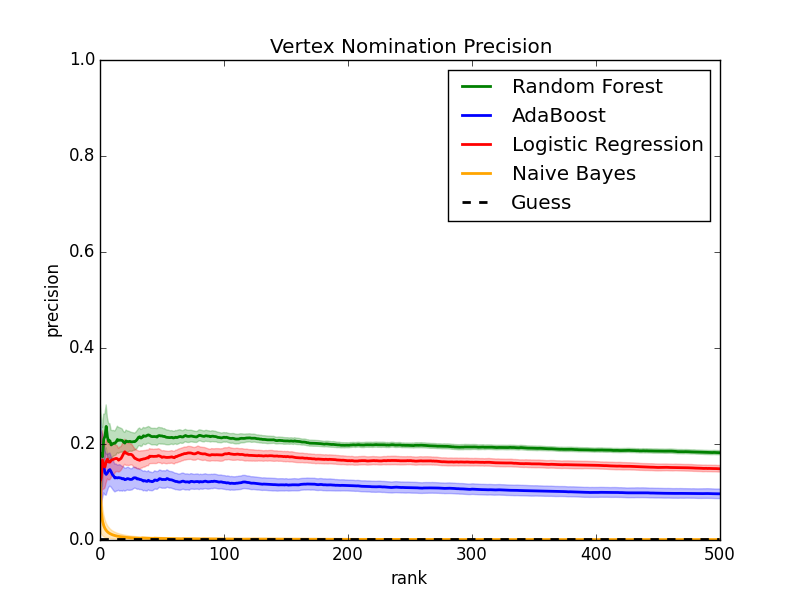 Vertex Nomination Precision
1.0
0.8
0.6
0.4
0.2
0.0
precision
Random Forest
AdaBoost
Logistic Regression
Naive Bayes
Guess
0 100 200 300 400 500
rank